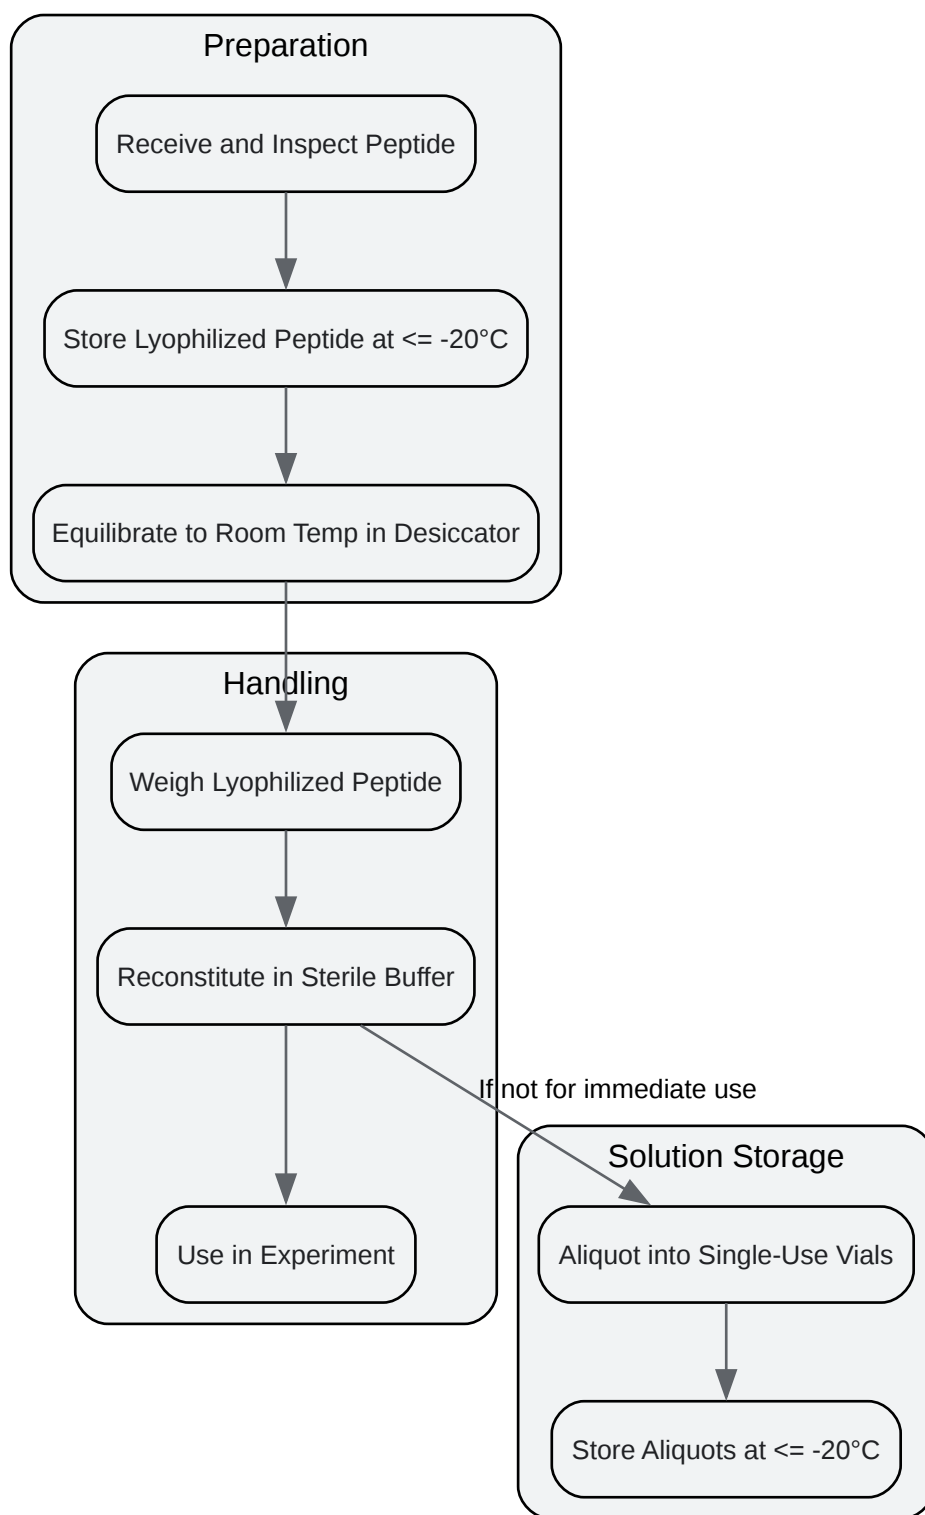 Preparation
Receive and Inspect Peptide
Store Lyophilized Peptide at <= -20°C
Equilibrate to Room Temp in Desiccator
Handling
Weigh Lyophilized Peptide
Reconstitute in Sterile Buffer
If not for immediate use
Solution Storage
Use in Experiment
Aliquot into Single-Use Vials
Store Aliquots at <= -20°C